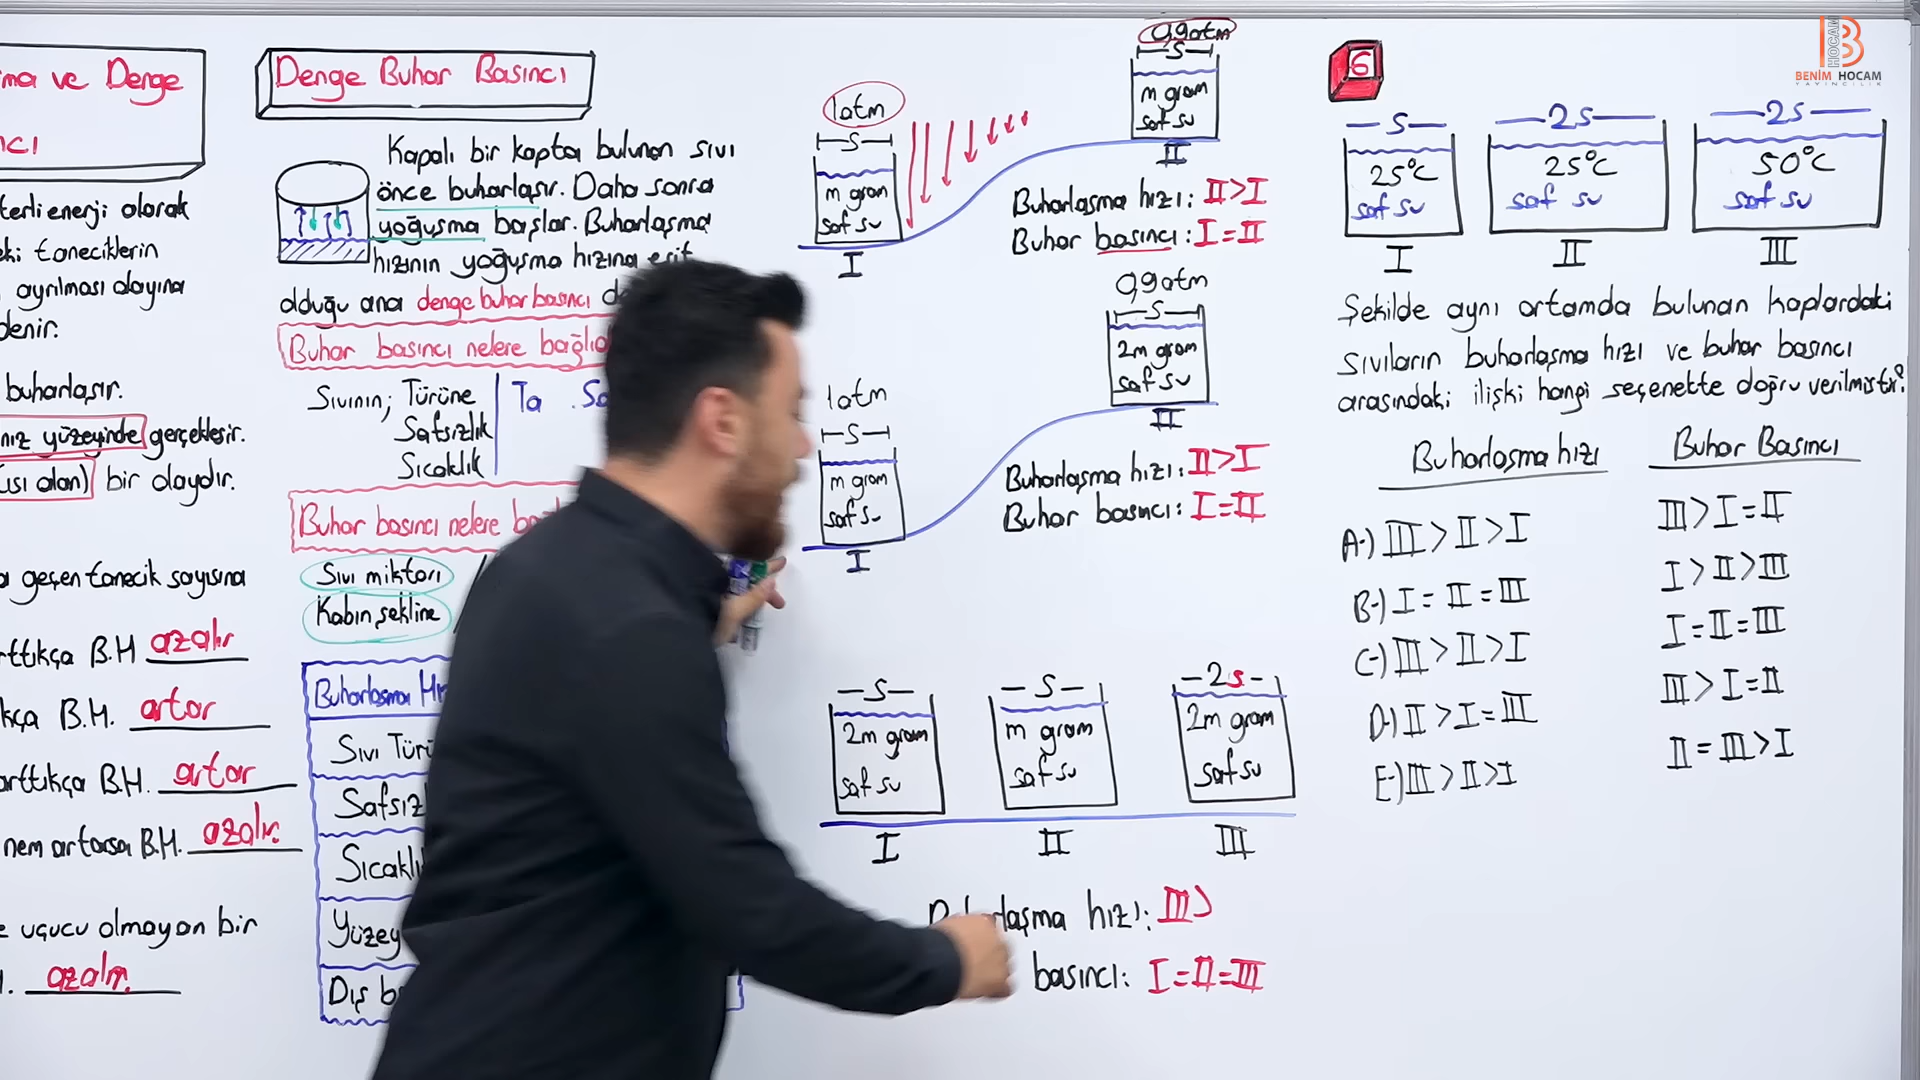 ma ve Denge
ncı
terli enerji olarak
ki taneciklerin
ayrılması olayına
denir.
buharlaşır.
yüzeyinde gerçekleşir.
ısı alan) bir olaydır.
geçen tanecik sayısına
rttıkça B.H azalır
kça B.H. artar
arttıkça B.H. artar
nem artarsa B.H. azalır.
uçucu olmayan bir
azalır.
Denge Buhar Basıncı
Kapalı bir kapta bulunan sıvı
önce buharlaşır. Daha sonra
yoğuşma başlar. Buharlaşma
hızının yoğuşma hızına eşit
olduğu ana denge buhar basıncı
Buhar basıncı nelere
Sıvının; Türüne
Safsızlık
Sıcaklık
Ta
Buhar basıncı nelere
Sıvı miktarı
Kabın şekline
Buharlaşma
Sıvı
1atm
S
m gram
saf su
I
0,9atm
S
m gram
saf su
II
Buharlaşma hızı: II>I
Buhar basıncı: I=II
1atm
S
m gram
saf su
I
0,9atm
S
2m gram
saf su
II
Buharlaşma hızı: II>I
Buhar basıncı: I=II
S
2m gram
saf su
I
S
m gram
saf su
II
2S
2m gram
saf su
III
hızı: III>
basıncı: I=II=III
6
S
25°C
saf su
I
2S
25°C
saf su
II
2S
50°C
saf su
III
Şekilde aynı ortamda bulunan kaplardaki
sıvıların buharlaşma hızı ve buhar basıncı
arasındaki ilişki hangi seçenekte doğru verilmiştir?
Buharlaşma hızı Buhar Basıncı
A-) III>II>I III>I=II
B-) I=II=III I>II>III
C-) III>II>I I=II=III
D-) II>I=III III>I=II
E-) III>II>I II=III>I
BENİM HOCAM
YAYINCILIK